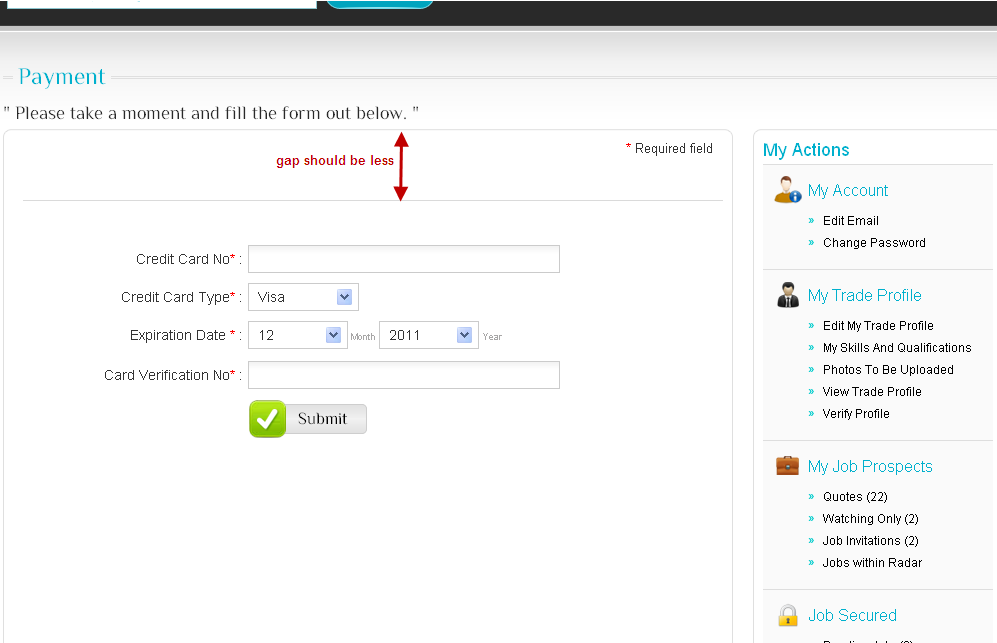 Payment
" Please take a moment and fill the form out below. "
* Required field
gap should be less
Credit Card No* :
Credit Card Type* : Visa
Expiration Date * : 12 Month 2011 Year
Card Verification No* :
Submit
My Actions
My Account
» Edit Email
» Change Password
My Trade Profile
» Edit My Trade Profile
» My Skills And Qualifications
» Photos To Be Uploaded
» View Trade Profile
» Verify Profile
My Job Prospects
» Quotes (22)
» Watching Only (2)
» Job Invitations (2)
» Jobs within Radar
Job Secured